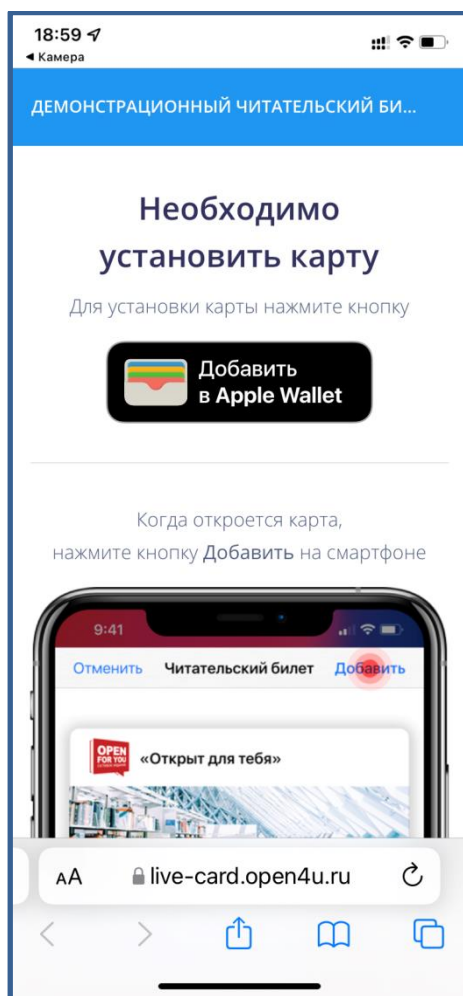 18:59
Камера
ДЕМОНСТРАЦИОННЫЙ ЧИТАТЕЛЬСКИЙ БИ...
Необходимо
установить карту
Для установки карты нажмите кнопку
Добавить
в Apple Wallet
Когда откроется карта,
нажмите кнопку Добавить на смартфоне
9:41
Отменить Читательский билет Добавить
OPEN
FOR YOU
«Открыт для тебя»
AA live-card.open4u.ru